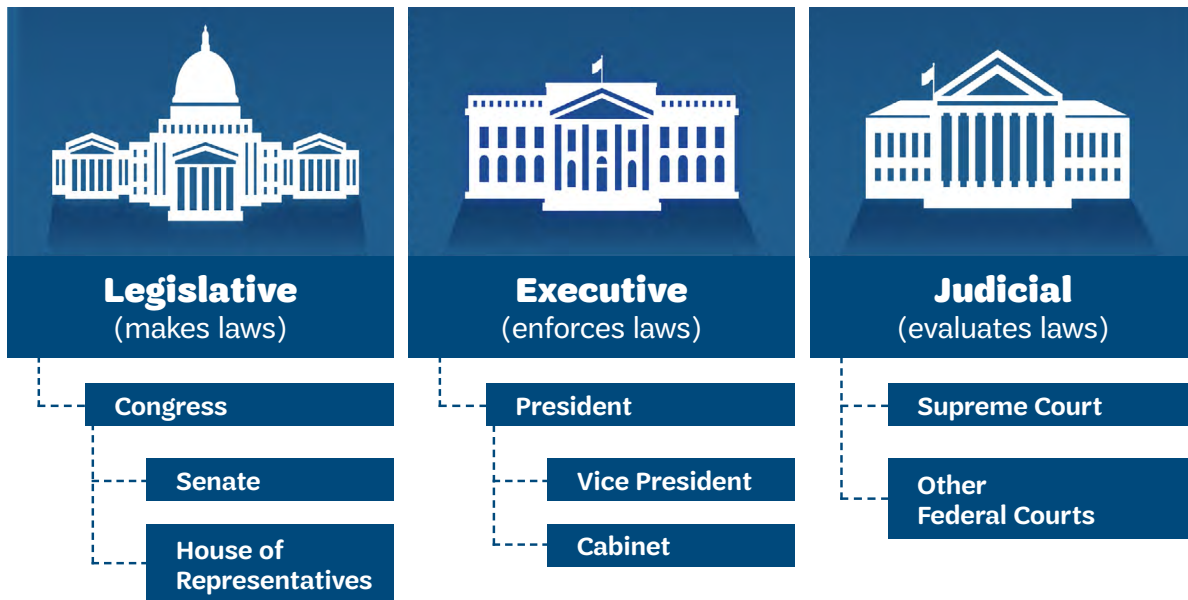 Legislative
(makes laws)
Congress
Senate
House of
Representatives
Executive
(enforces laws)
President
Vice President
Cabinet
Judicial
(evaluates laws)
Supreme Court
Other
Federal Courts